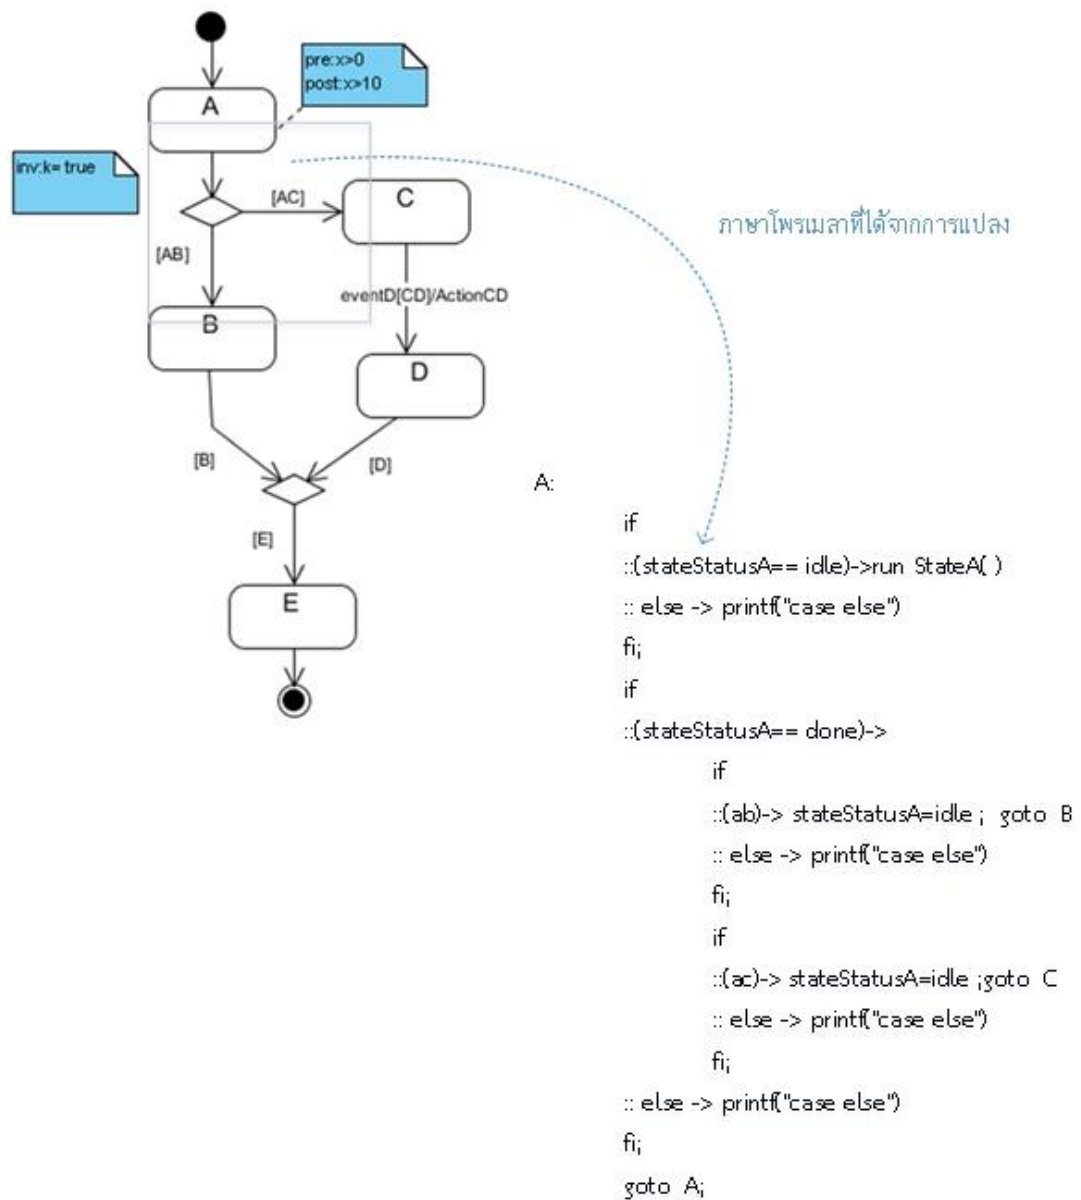 pre:x>0
post:x>10
A
inv:k= true
[AC]
C
ภาษาโพรเมลาที่ได้จากการแปลง
[AB]
eventD[CD]/ActionCD
B
D
[B]
[D]
[E]
E
A:
if
::(stateStatusA== idle)->run StateA( )
:: else -> printf("case else")
fi;
if
::(stateStatusA== done)->
if
::(ab)-> stateStatusA=idle ; goto B
:: else -> printf("case else")
fi;
if
::(ac)-> stateStatusA=idle ;goto C
:: else -> printf("case else")
fi;
:: else -> printf("case else")
fi;
goto A;